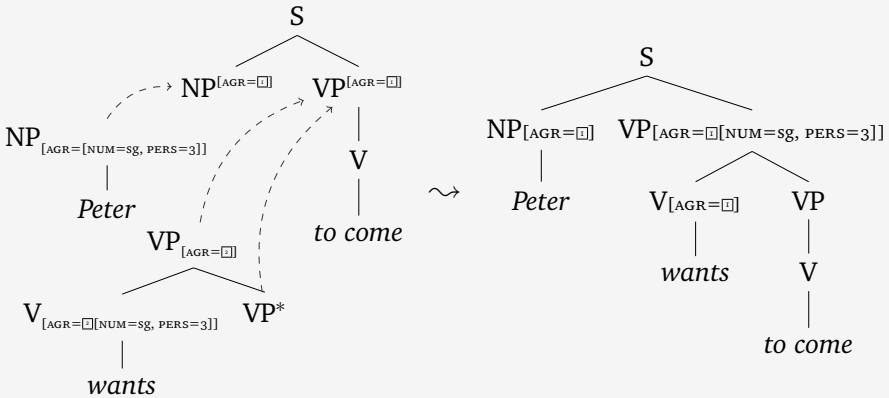 S
NP[AGR=1] VP[AGR=1]
NP[AGR=[NUM=sg, PERS=3]]
V
Peter
to come
VP[AGR=2]
V[AGR=2[NUM=sg, PERS=3]] VP*
wants
⇝
S
NP[AGR=1] VP[AGR=1[NUM=sg, PERS=3]]
Peter
V[AGR=1] VP
wants
V
to come